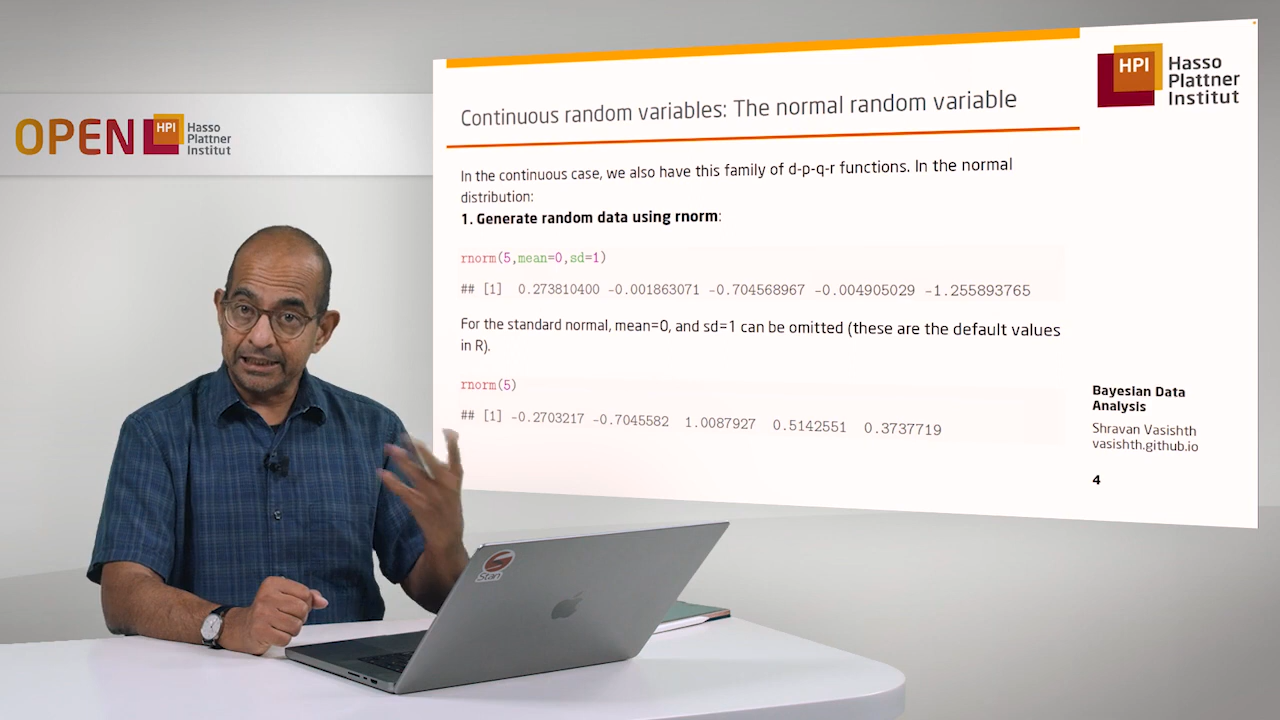 OPEN
HPI
Hasso
Plattner
Institut
Continuous random variables: The normal random variable
HPI
Hasso
Plattner
Institut
In the continuous case, we also have this family of d-p-q-r functions. In the normal
distribution:
1. Generate random data using rnorm:
rnorm(5,mean=0,sd=1)
## [1]  0.273810400 -0.001863071 -0.704568967 -0.004905029 -1.255893765
For the standard normal, mean=0, and sd=1 can be omitted (these are the default values
in R).
rnorm(5)
## [1] -0.2703217 -0.7045582  1.0087927  0.5142551  0.3737719
Bayesian Data
Analysis
Shravan Vasishth
vasishth.github.io
4
Stan